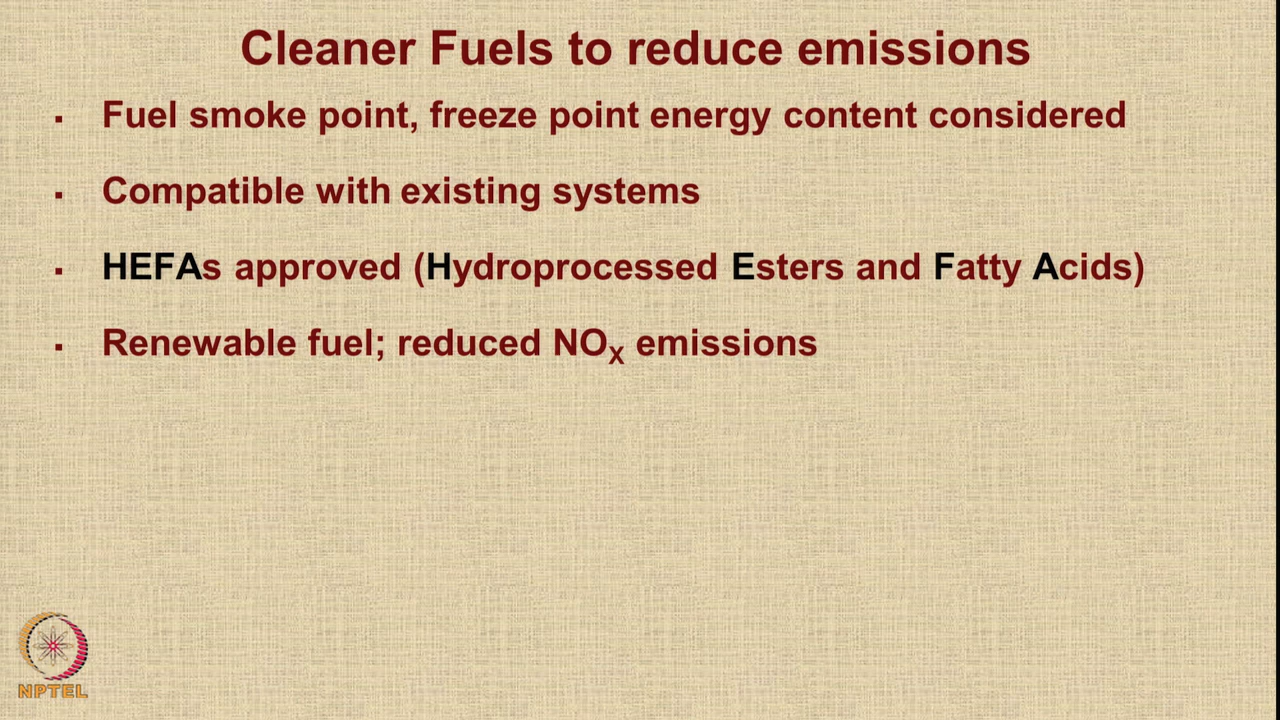 Cleaner Fuels to reduce emissions
▪ Fuel smoke point, freeze point energy content considered
▪ Compatible with existing systems
▪ HEFAs approved (Hydroprocessed Esters and Fatty Acids)
▪ Renewable fuel; reduced NOX emissions
NPTEL